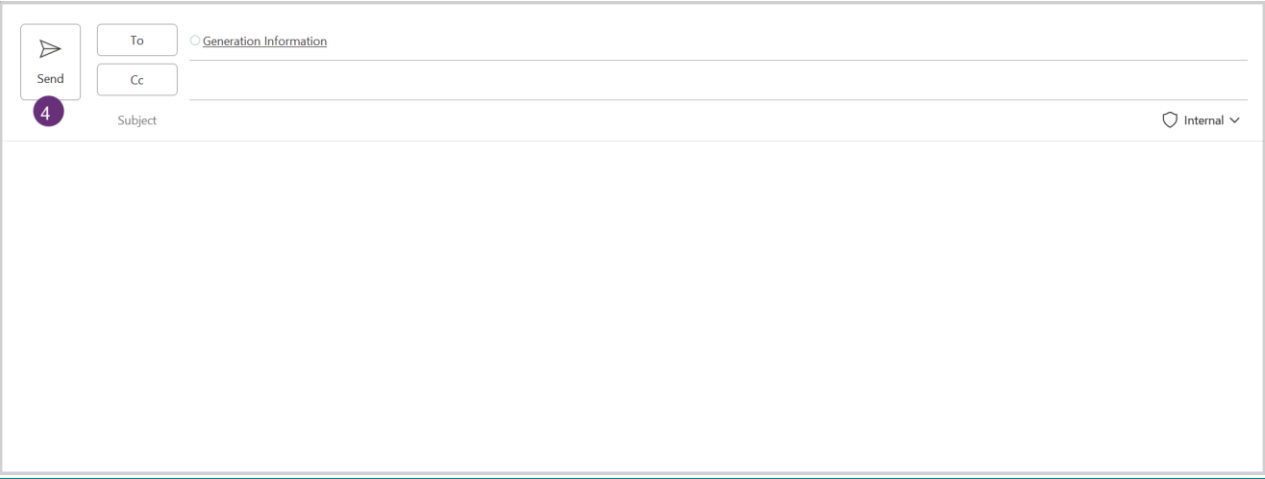 To
Generation Information
Send
Cc
4
Subject
Internal